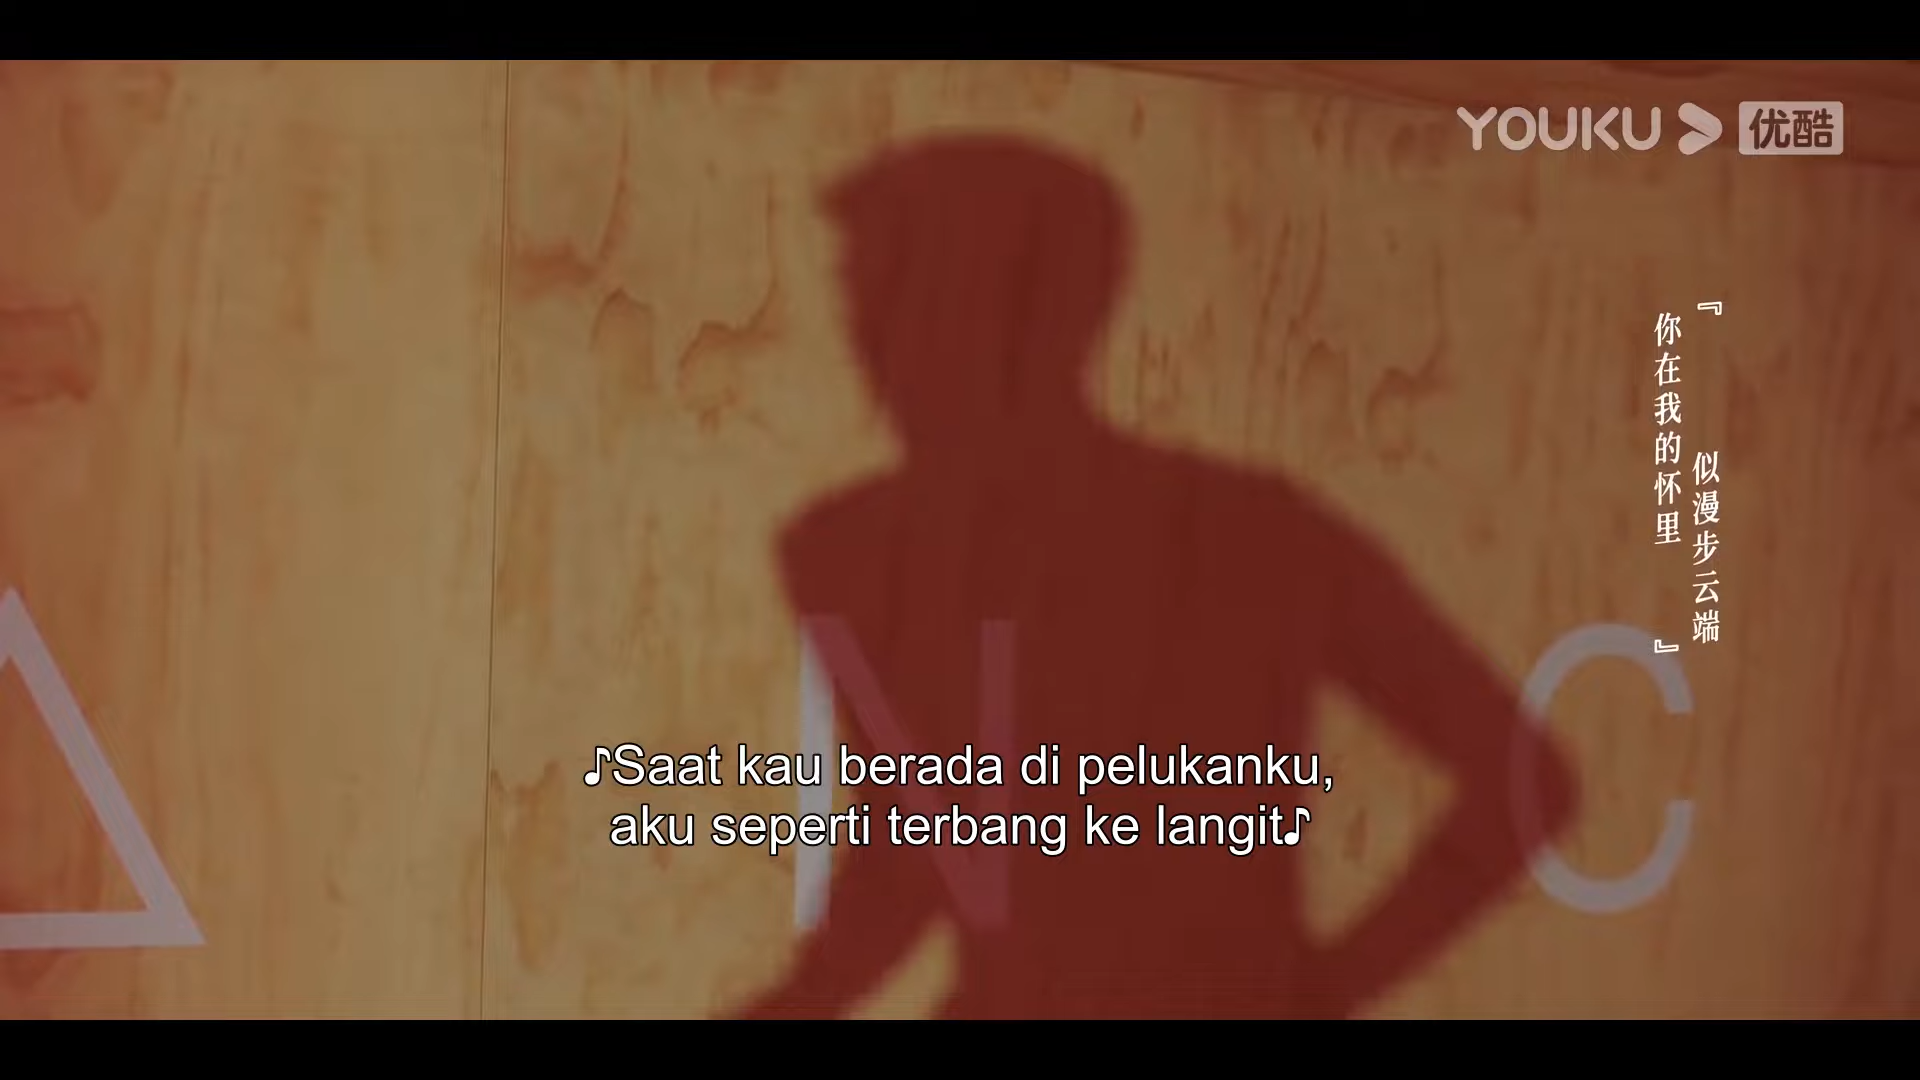 YOUKU 优酷
『似漫步云端
你在我的怀里』
Δ N C
♪Saat kau berada di pelukanku,
aku seperti terbang ke langit♪